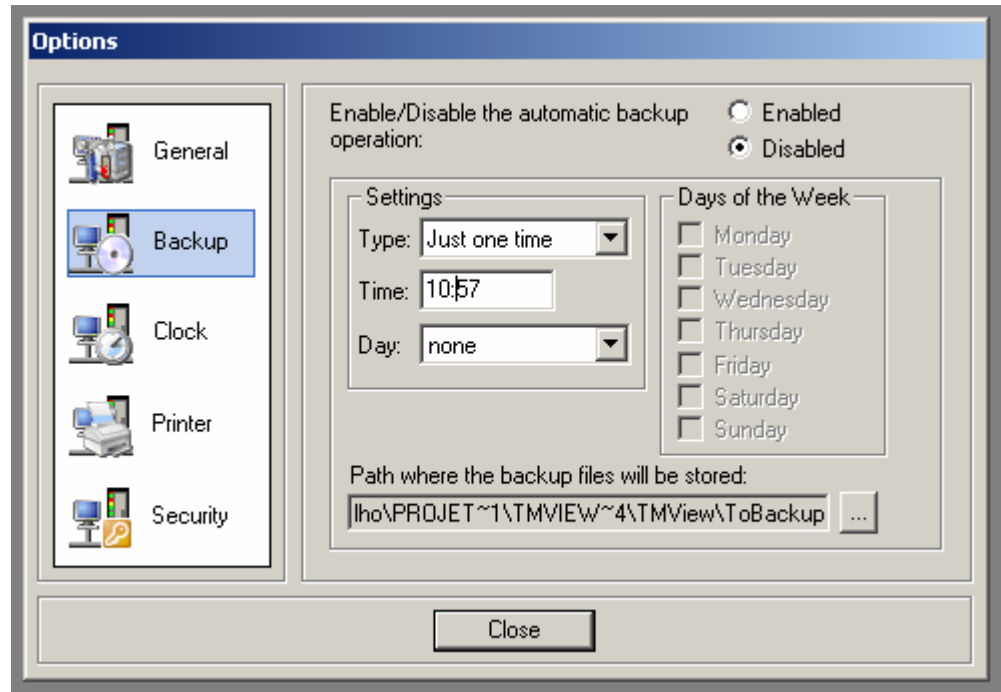 Options
General
Backup
Clock
Printer
Security
Enable/Disable the automatic backup
operation:
Enabled
Disabled
Settings
Type: Just one time
Time: 10:57
Day: none
Days of the Week
Monday
Tuesday
Wednesday
Thursday
Friday
Saturday
Sunday
Path where the backup files will be stored:
lho\PROJET~1\TMVIEW~4\TMView\ToBackup ...
Close